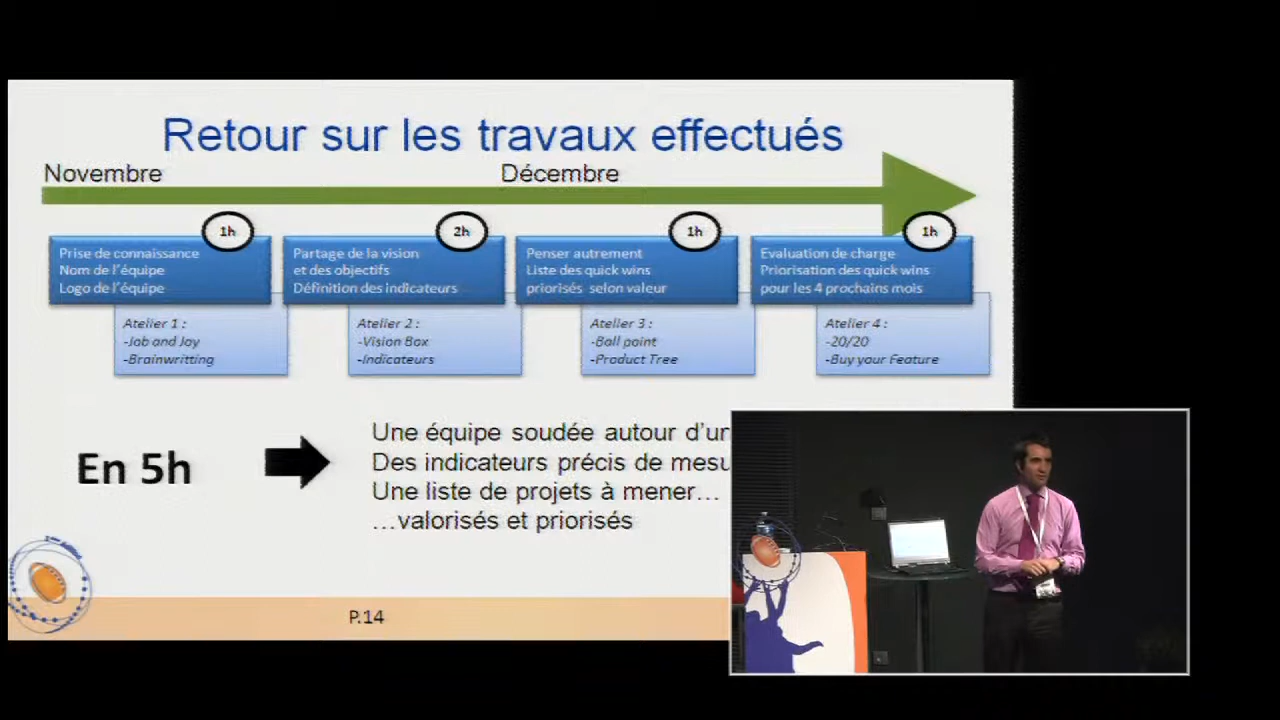 Retour sur les travaux effectués
Novembre
Décembre
1h
2h
1h
1h
Prise de connaissance
Nom de l'équipe
Logo de l'équipe
Partage de la vision
et des objectifs
Définition des indicateurs
Penser autrement
Liste des quick wins
priorisés selon valeur
Evaluation de charge
Priorisation des quick wins
pour les 4 prochains mois
Atelier 1 :
-Job and Joy
-Brainwritting
Atelier 2 :
-Vision Box
-Indicateurs
Atelier 3 :
-Ball point
-Product Tree
Atelier 4 :
-20/20
-Buy your Feature
En 5h
Une équipe soudée autour d'un
Des indicateurs précis de mesu
Une liste de projets à mener…
…valorisés et priorisés
P.14